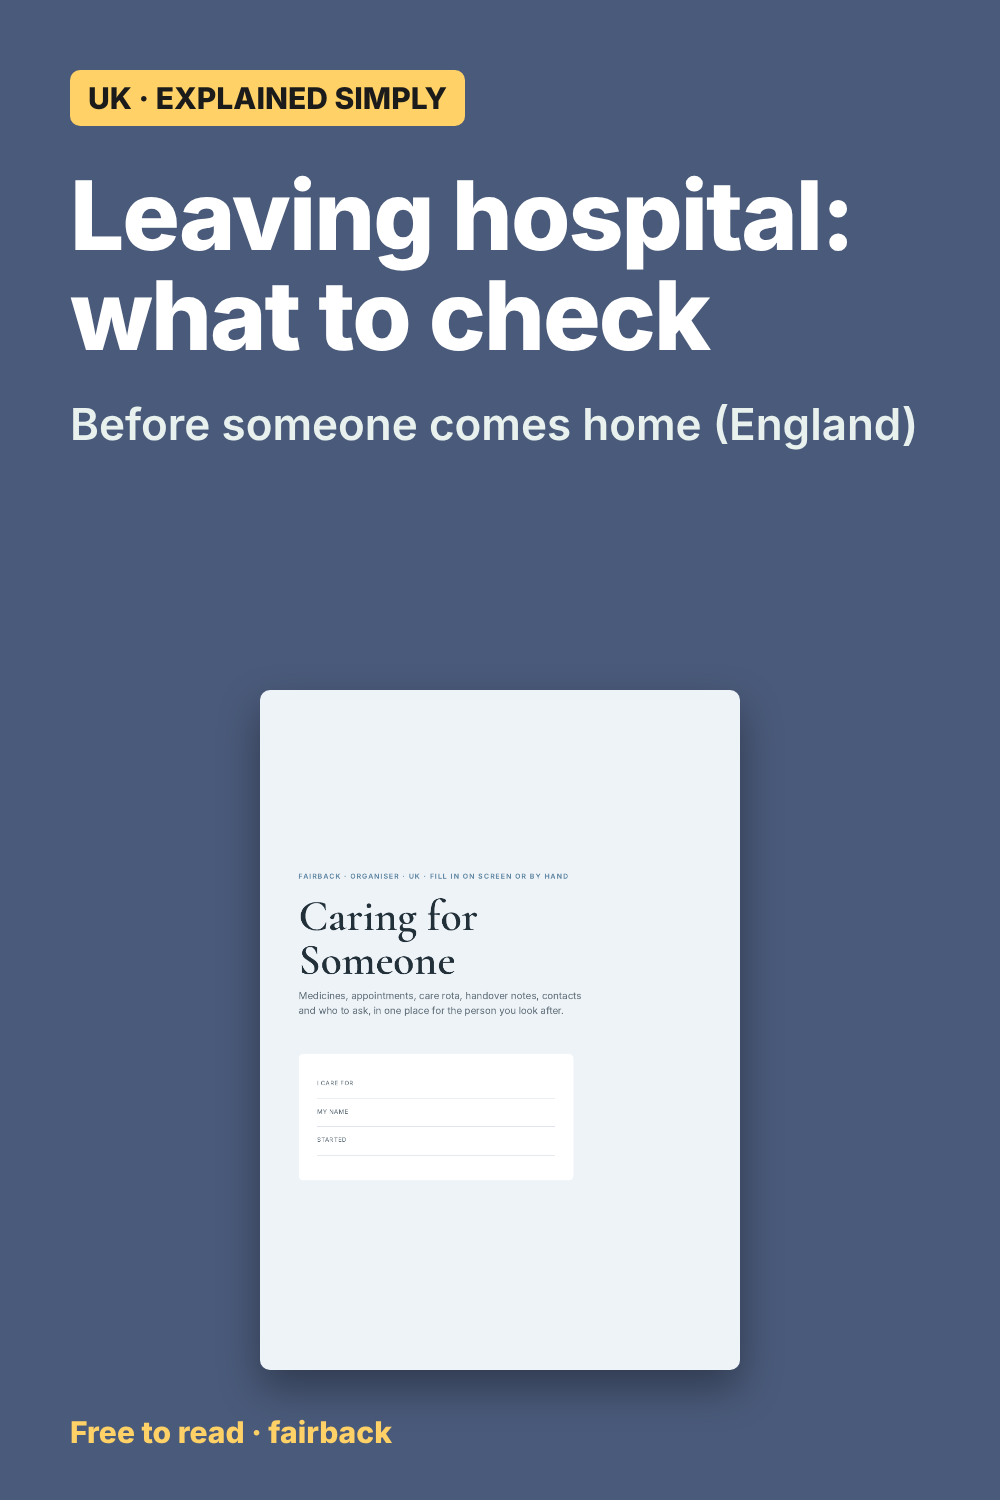 UK · EXPLAINED SIMPLY
Leaving hospital:
what to check
Before someone comes home (England)
FAIRBACK · ORGANISER · UK · FILL IN ON SCREEN OR BY HAND
Caring for
Someone
Medicines, appointments, care rota, handover notes, contacts
and who to ask, in one place for the person you look after.
I CARE FOR
MY NAME
STARTED
Free to read · fairback